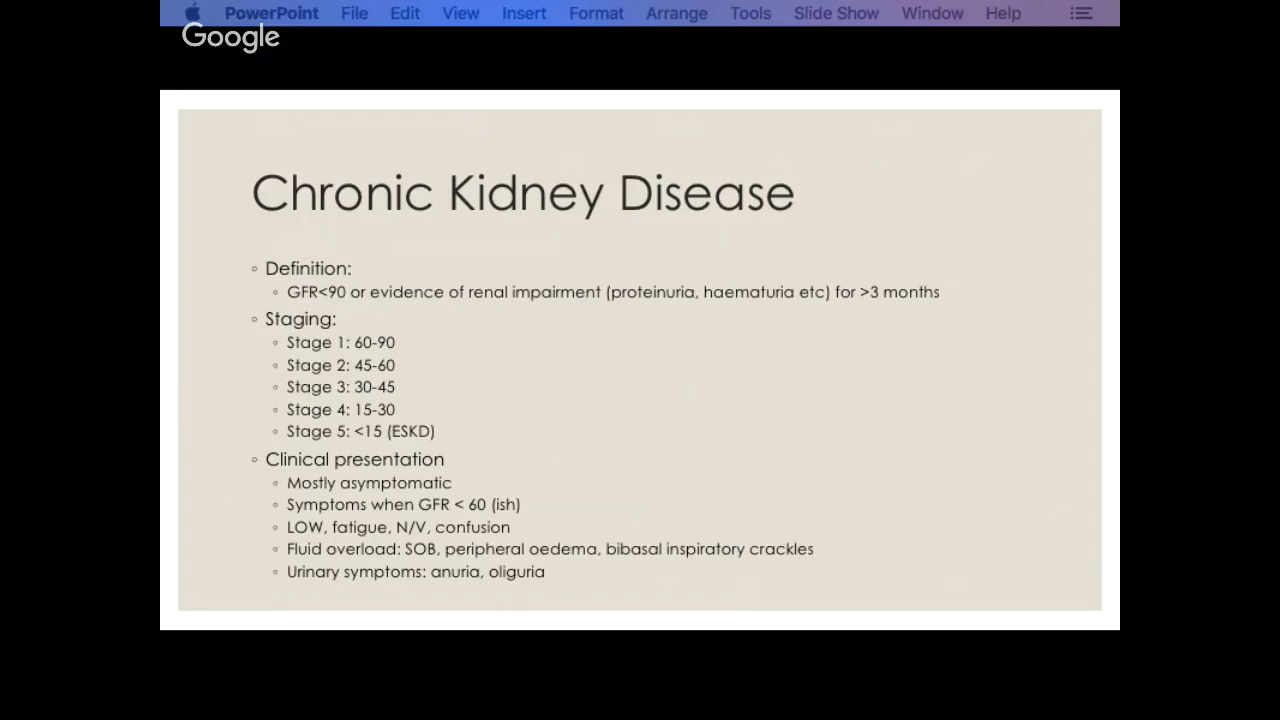 PowerPoint File Edit View Insert Format Arrange Tools Slide Show Window Help
Google
Chronic Kidney Disease
◦ Definition:
◦ GFR<90 or evidence of renal impairment (proteinuria, haematuria etc) for >3 months
◦ Staging:
◦ Stage 1: 60-90
◦ Stage 2: 45-60
◦ Stage 3: 30-45
◦ Stage 4: 15-30
◦ Stage 5: <15 (ESKD)
◦ Clinical presentation
◦ Mostly asymptomatic
◦ Symptoms when GFR < 60 (ish)
◦ LOW, fatigue, N/V, confusion
◦ Fluid overload: SOB, peripheral oedema, bibasal inspiratory crackles
◦ Urinary symptoms: anuria, oliguria